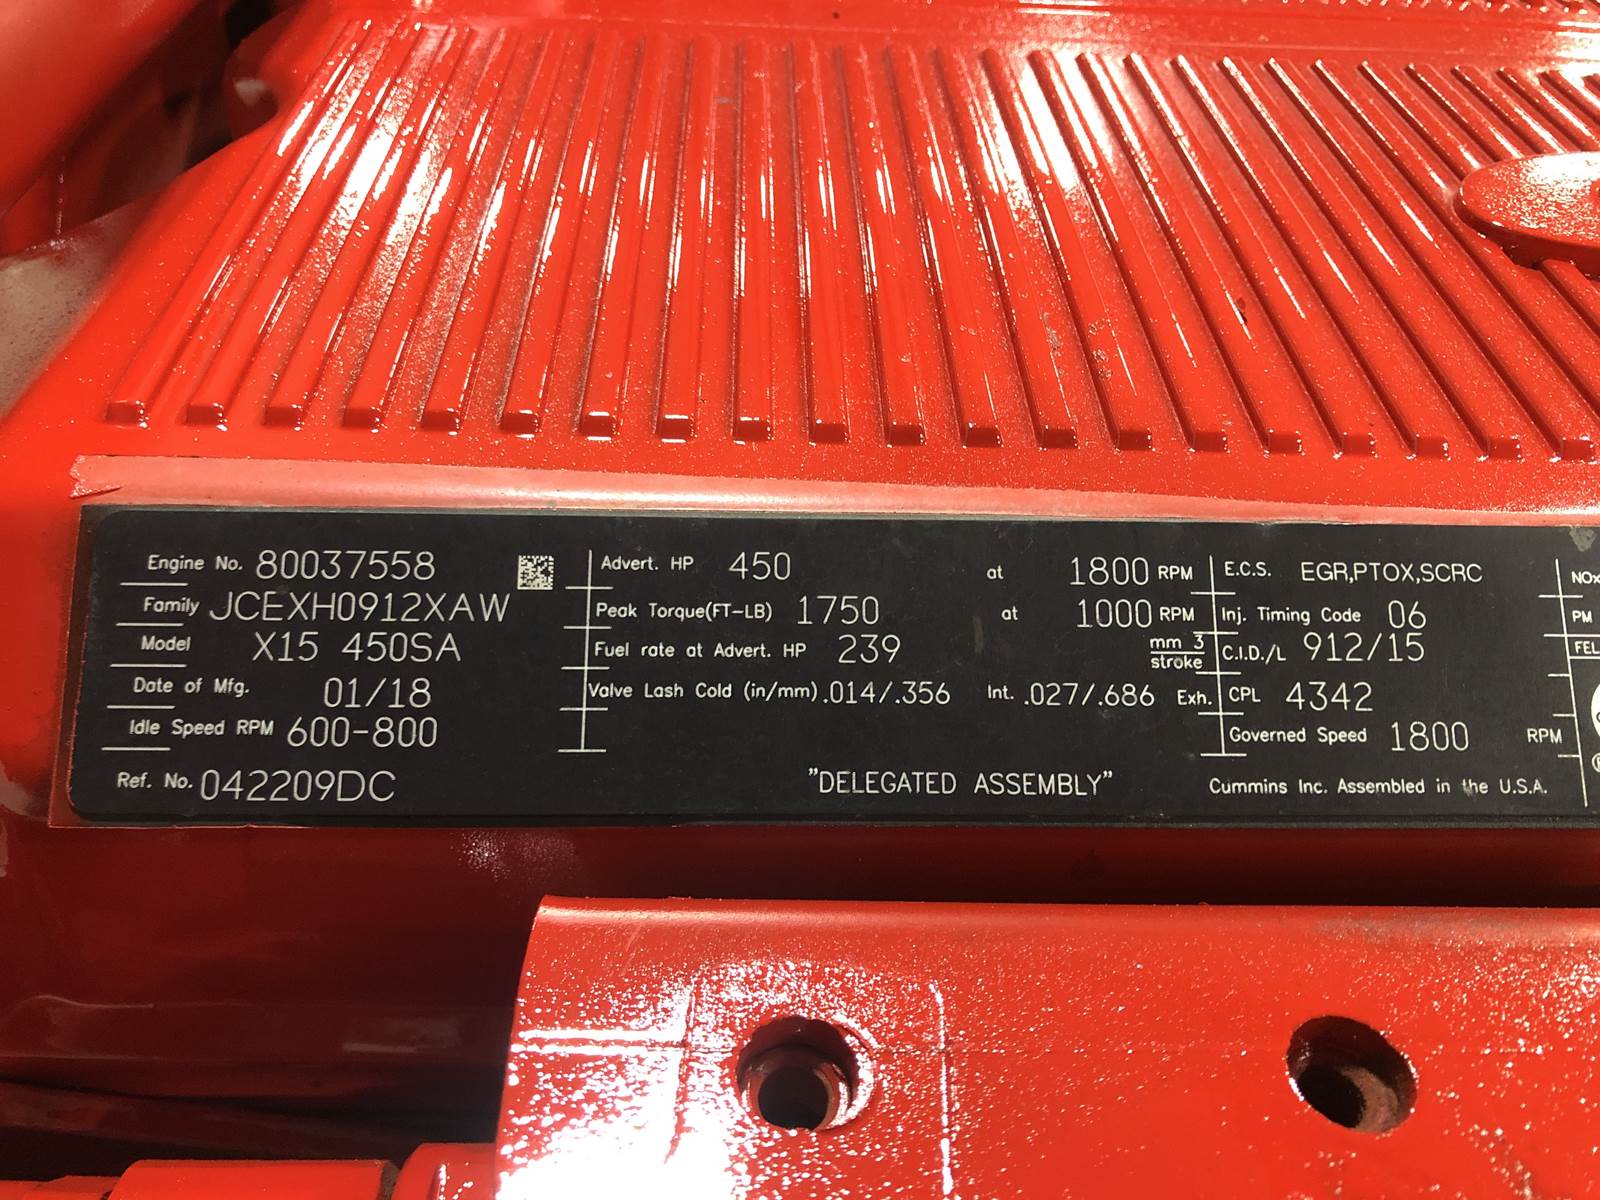 Engine No. 80037558
Family JCEXH0912XAW
Model X15 450SA
Date of Mfg. 01/18
Idle Speed RPM 600-800
Ref. No. 042209DC
Advert. HP 450 at 1800 RPM
Peak Torque(FT-LB) 1750 at 1000 RPM
Fuel rate at Advert. HP 239 mm 3 stroke
Valve Lash Cold (in/mm) .014/.356 Int. .027/.686 Exh.
"DELEGATED ASSEMBLY"
E.C.S. EGR,PTOX,SCRC
Inj. Timing Code 06
C.I.D./L 912/15
CPL 4342
Governed Speed 1800 RPM
Cummins Inc. Assembled in the U.S.A.
NOx
PM
FEL